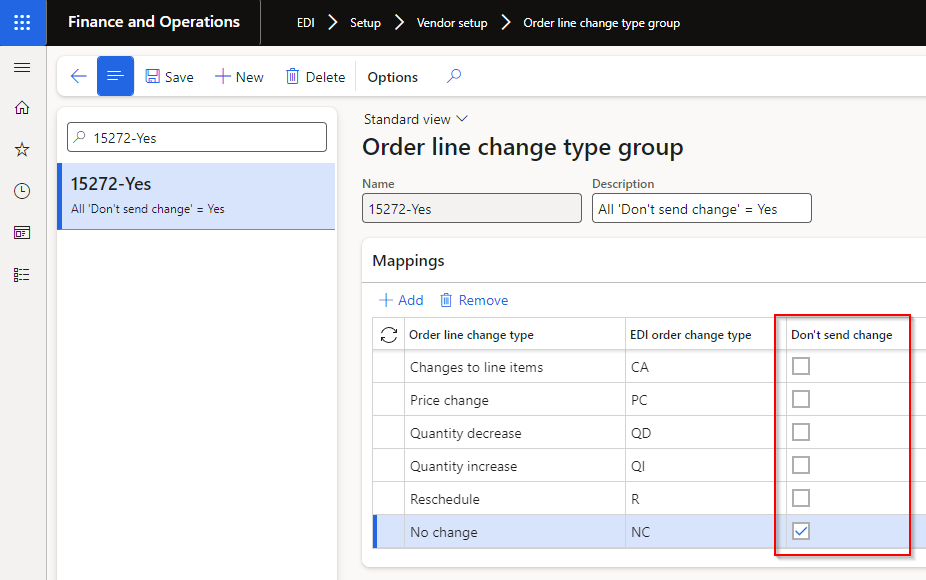 Finance and Operations
EDI Setup Vendor setup Order line change type group
Save New Delete Options
15272-Yes
15272-Yes
All 'Don't send change' = Yes
Standard view
Order line change type group
Name Description
15272-Yes All 'Don't send change' = Yes
Mappings
Add Remove
Order line change type EDI order change type Don't send change
Changes to line items CA
Price change PC
Quantity decrease QD
Quantity increase QI
Reschedule R
No change NC